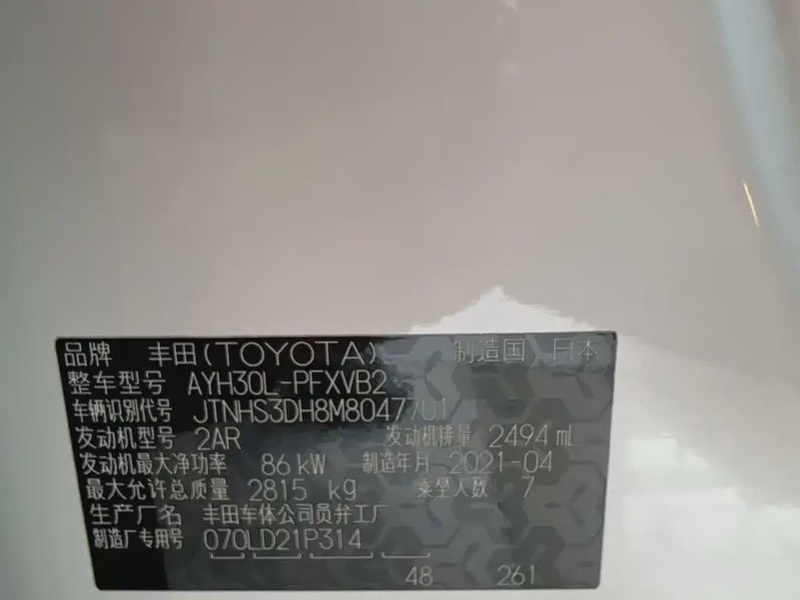 品牌 丰田(TOYOTA) 制造国 日本
整车型号 AYH30L-PFXVB2
车辆识别代号 JTNHS3DH8M8047701
发动机型号 2AR 发动机排量 2494 mL
发动机最大净功率 86 kW 制造年月 2021-04
最大允许总质量 2815 kg 乘坐人数 7
生产厂名 丰田车体公司员弁工厂
制造厂专用号 070LD21P314
48 261